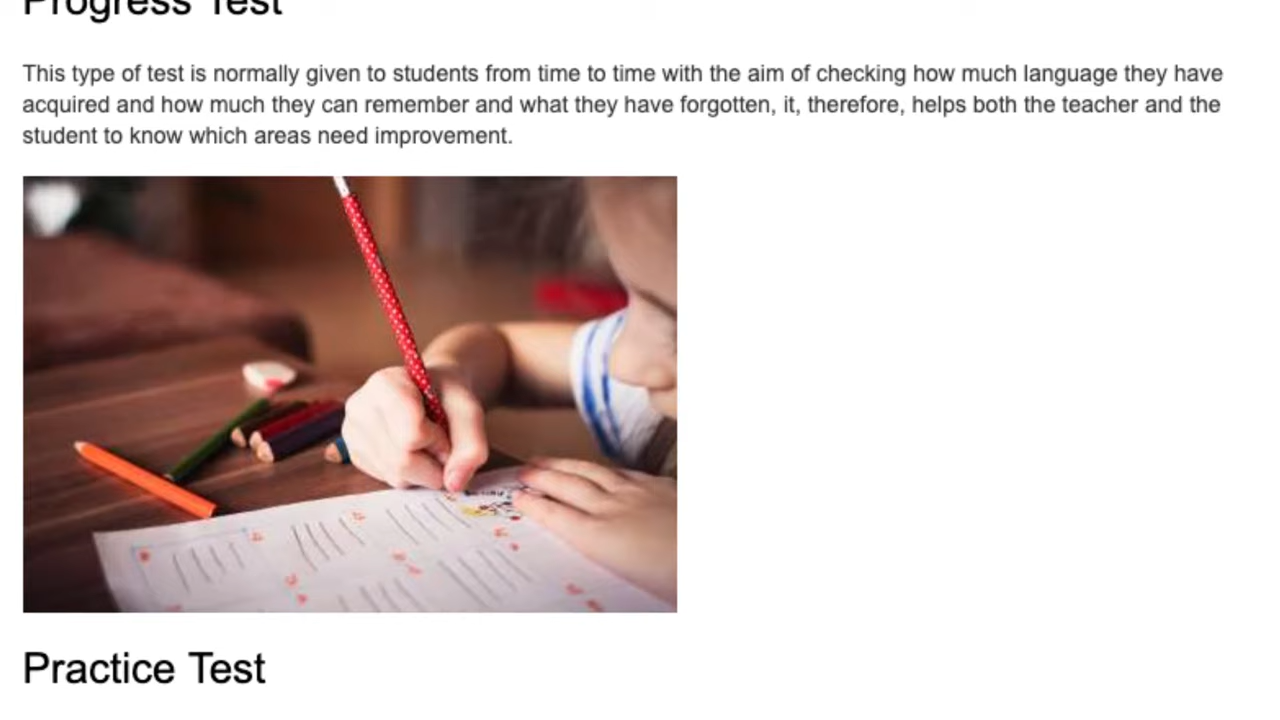 Progress Test
This type of test is normally given to students from time to time with the aim of checking how much language they have
acquired and how much they can remember and what they have forgotten, it, therefore, helps both the teacher and the
student to know which areas need improvement.
Practice Test